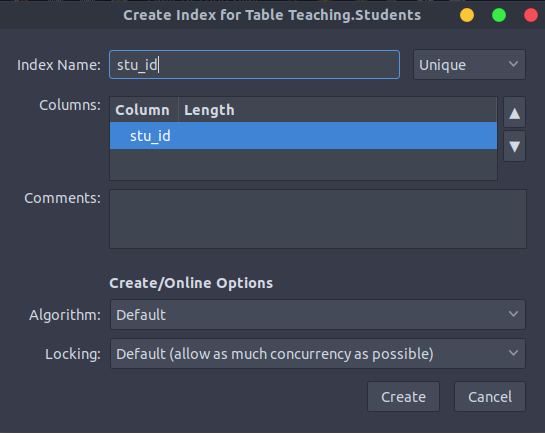 Create Index for Table Teaching.Students
Index Name: stu_id Unique
Columns: Column Length
stu_id
Comments:
Create/Online Options
Algorithm: Default
Locking: Default (allow as much concurrency as possible)
Create Cancel